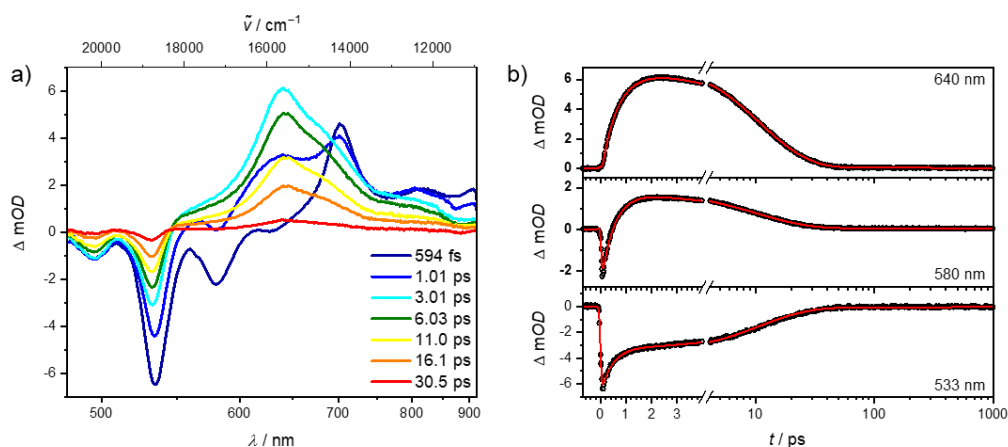 a)
ṽ / cm⁻¹
20000 18000 16000 14000 12000
Δ mOD
6
4
2
0
-2
-4
-6
594 fs
1.01 ps
3.01 ps
6.03 ps
11.0 ps
16.1 ps
30.5 ps
500 600 700 800 900
λ / nm
b)
640 nm
Δ mOD
6
4
2
0
580 nm
Δ mOD
2
0
-2
533 nm
Δ mOD
0
-2
-4
-6
0 1 2 3 10 100 1000
t / ps